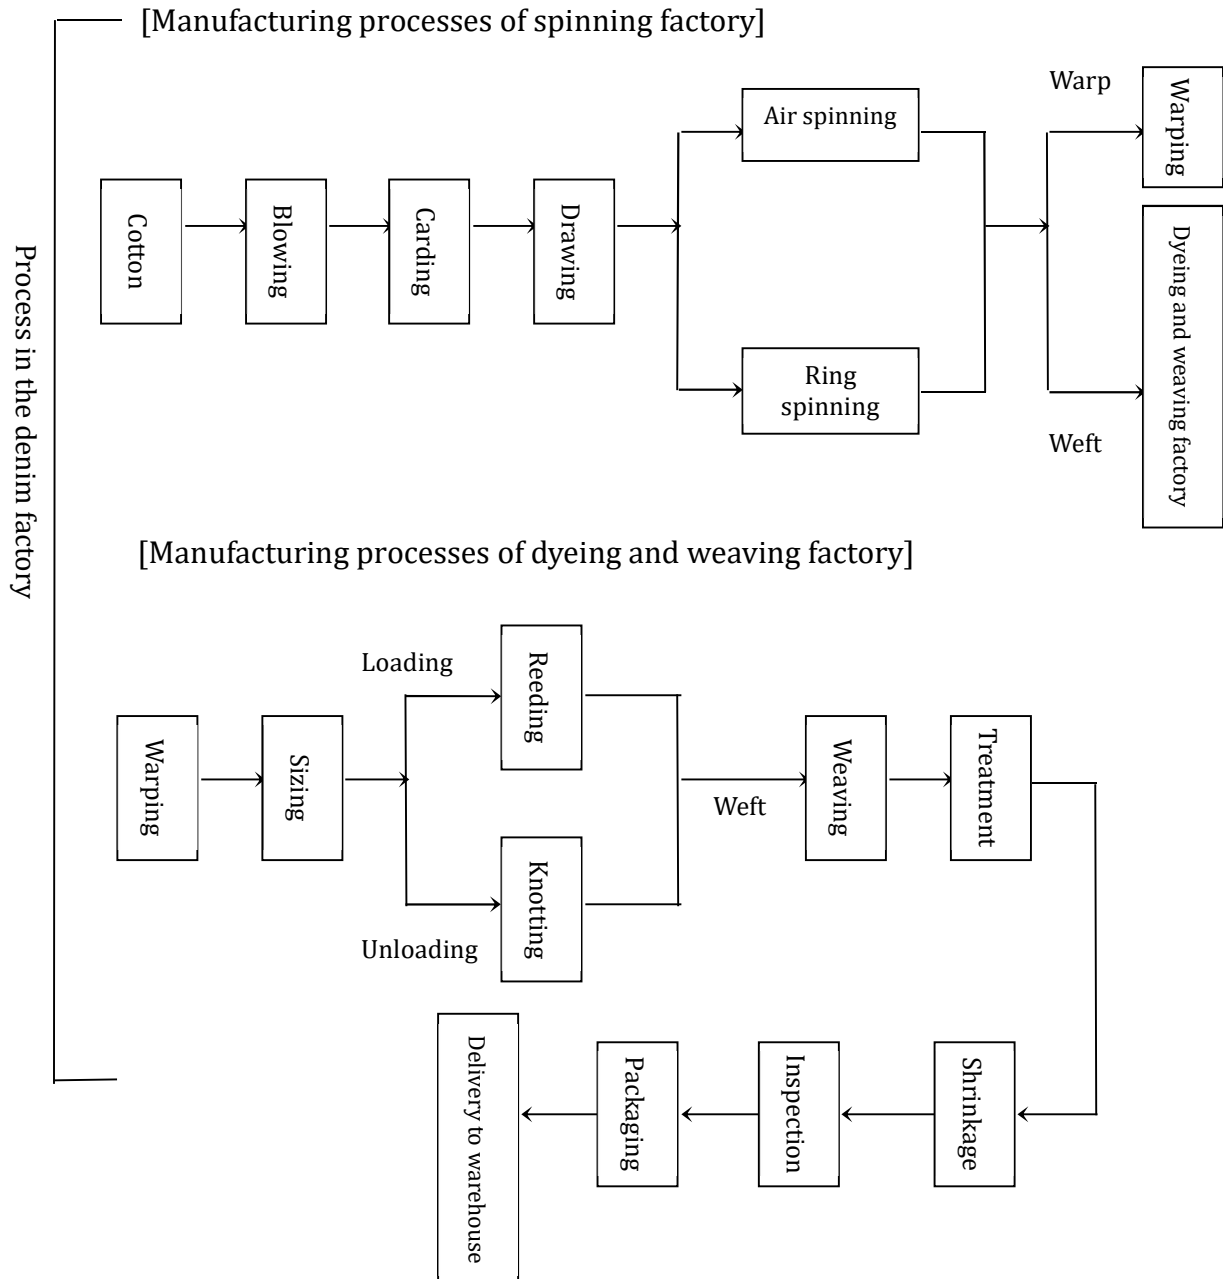 [Manufacturing processes of spinning factory]
Process in the denim factory
Cotton
Blowing
Carding
Drawing
Air spinning
Ring
spinning
Warp
Weft
Warping
Dyeing and weaving factory
[Manufacturing processes of dyeing and weaving factory]
Warping
Sizing
Loading
Unloading
Reeding
Knotting
Weft
Weaving
Treatment
Shrinkage
Inspection
Packaging
Delivery to warehouse